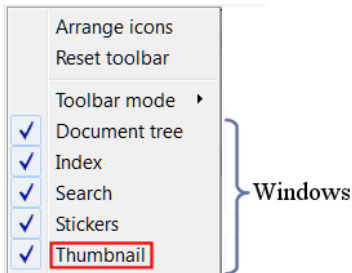 Arrange icons
Reset toolbar
Toolbar mode
Document tree
Index
Search
Stickers
Thumbnail
Windows